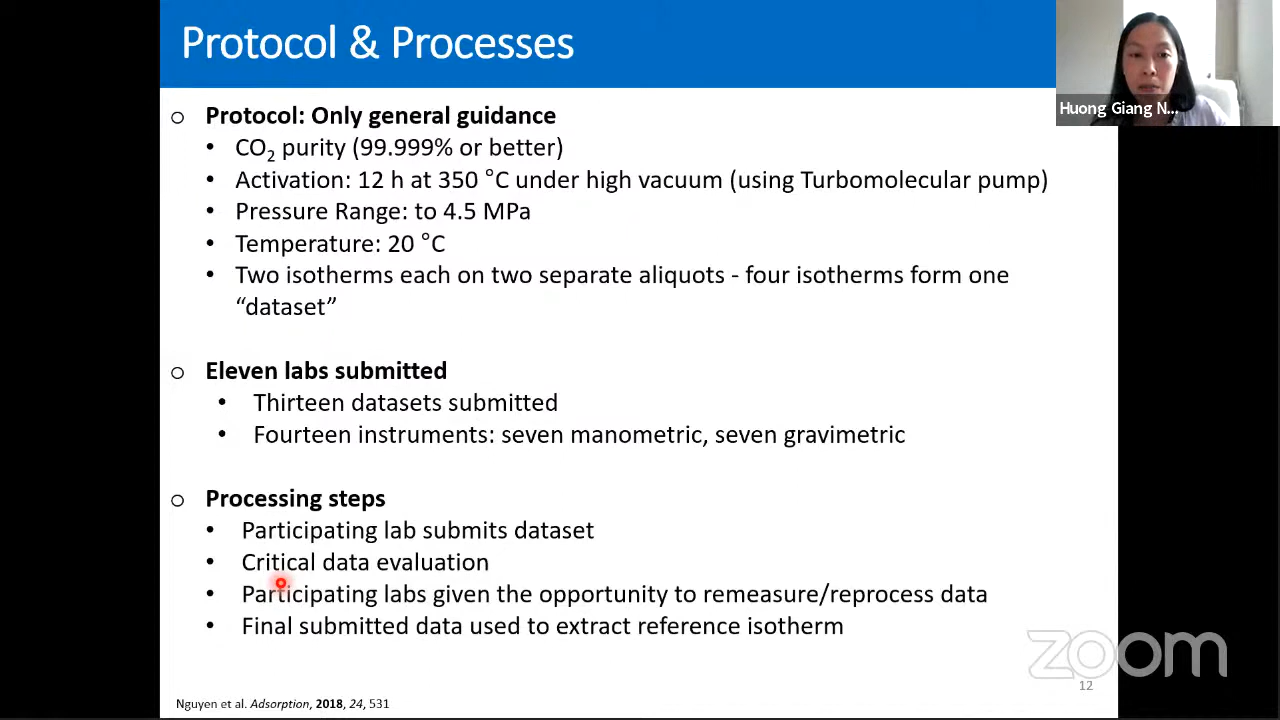 Protocol & Processes
Huong Giang N...
○ Protocol: Only general guidance
• CO₂ purity (99.999% or better)
• Activation: 12 h at 350 °C under high vacuum (using Turbomolecular pump)
• Pressure Range: to 4.5 MPa
• Temperature: 20 °C
• Two isotherms each on two separate aliquots - four isotherms form one
“dataset”
○ Eleven labs submitted
• Thirteen datasets submitted
• Fourteen instruments: seven manometric, seven gravimetric
○ Processing steps
• Participating lab submits dataset
• Critical data evaluation
• Participating labs given the opportunity to remeasure/reprocess data
• Final submitted data used to extract reference isotherm
zoom
12
Nguyen et al. Adsorption, 2018, 24, 531